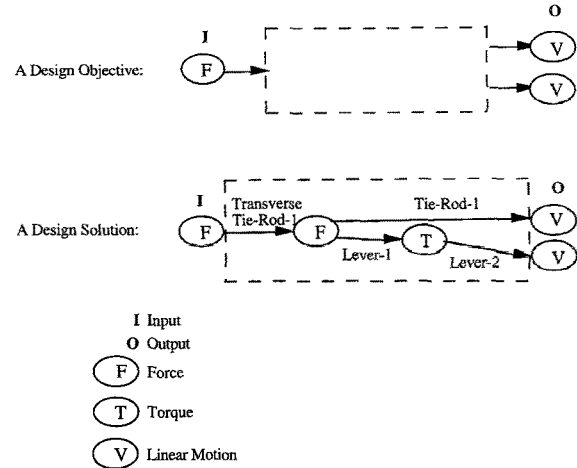 O
I
V
A Design Objective:
F
V
I
O
Transverse
Tie-Rod-1
Tie-Rod-1
A Design Solution:
F
F
T
V
Lever-1
Lever-2
V
I Input
O Output
F Force
T Torque
V Linear Motion